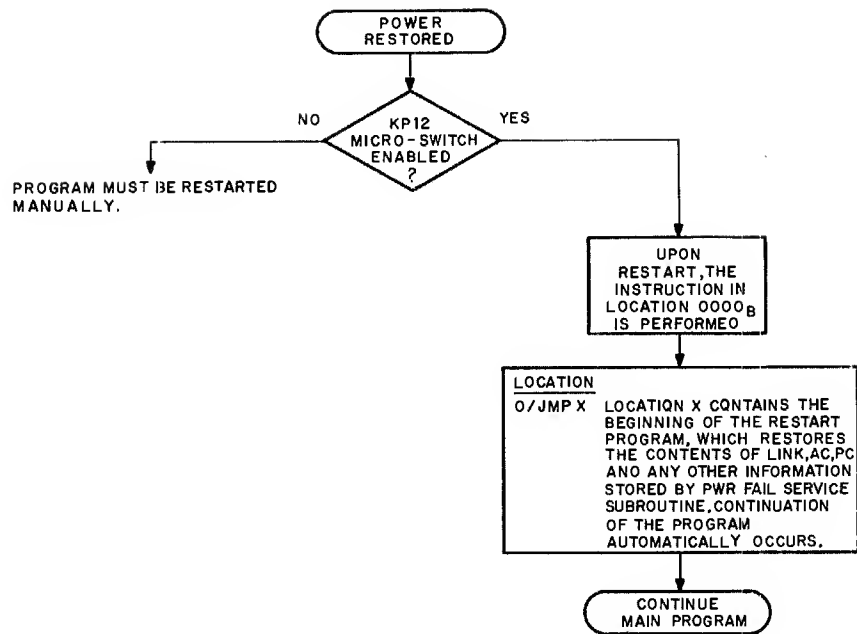 POWER
RESTORED
NO
KP12
MICRO-SWITCH
ENABLED
?
YES
PROGRAM MUST BE RESTARTED
MANUALLY.
UPON
RESTART, THE
INSTRUCTION IN
LOCATION 0000B
IS PERFORMEO
LOCATION
O/JMP X LOCATION X CONTAINS THE
BEGINNING OF THE RESTART
PROGRAM, WHICH RESTORES
THE CONTENTS OF LINK,AC,PC
ANO ANY OTHER INFORMATION
STORED BY PWR FAIL SERVICE
SUBROUTINE.CONTINUATION
OF THE PROGRAM
AUTOMATICALLY OCCURS.
CONTINUE
MAIN PROGRAM